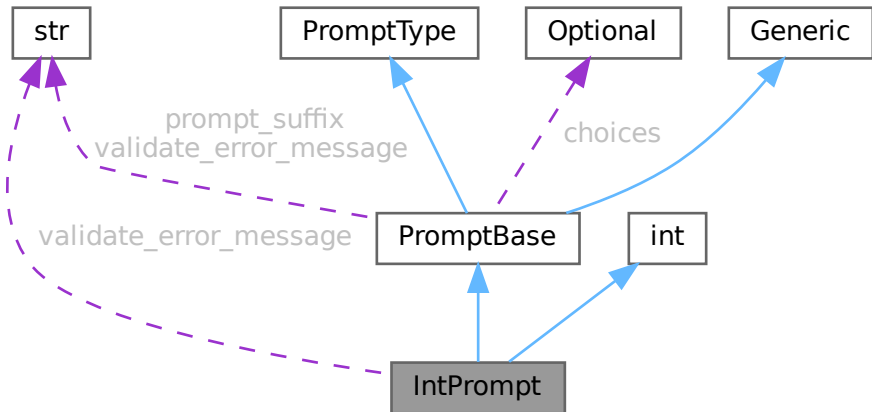 str
PromptType
Optional
Generic
prompt_suffix
validate_error_message
choices
validate_error_message
PromptBase
int
IntPrompt